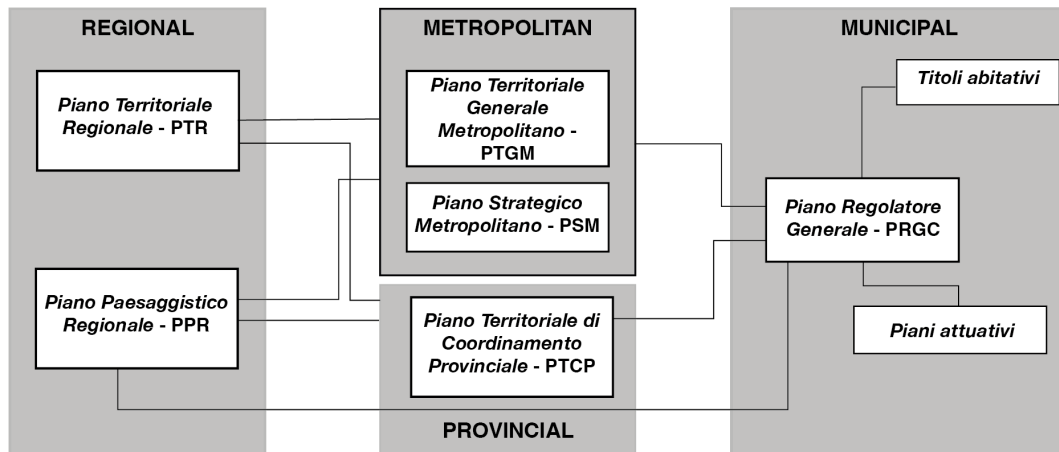 REGIONAL
Piano Territoriale
Regionale - PTR
Piano Paesaggistico
Regionale - PPR
METROPOLITAN
Piano Territoriale
Generale
Metropolitano -
PTGM
Piano Strategico
Metropolitano - PSM
Piano Territoriale di
Coordinamento
Provinciale - PTCP
PROVINCIAL
MUNICIPAL
Titoli abitativi
Piano Regolatore
Generale - PRGC
Piani attuativi